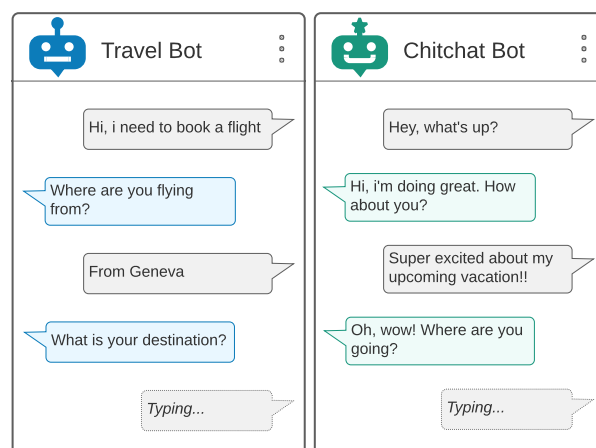 Travel Bot
Hi, i need to book a flight
Where are you flying
from?
From Geneva
What is your destination?
Typing...
Chitchat Bot
Hey, what's up?
Hi, i'm doing great. How
about you?
Super excited about my
upcoming vacation!!
Oh, wow! Where are you
going?
Typing...